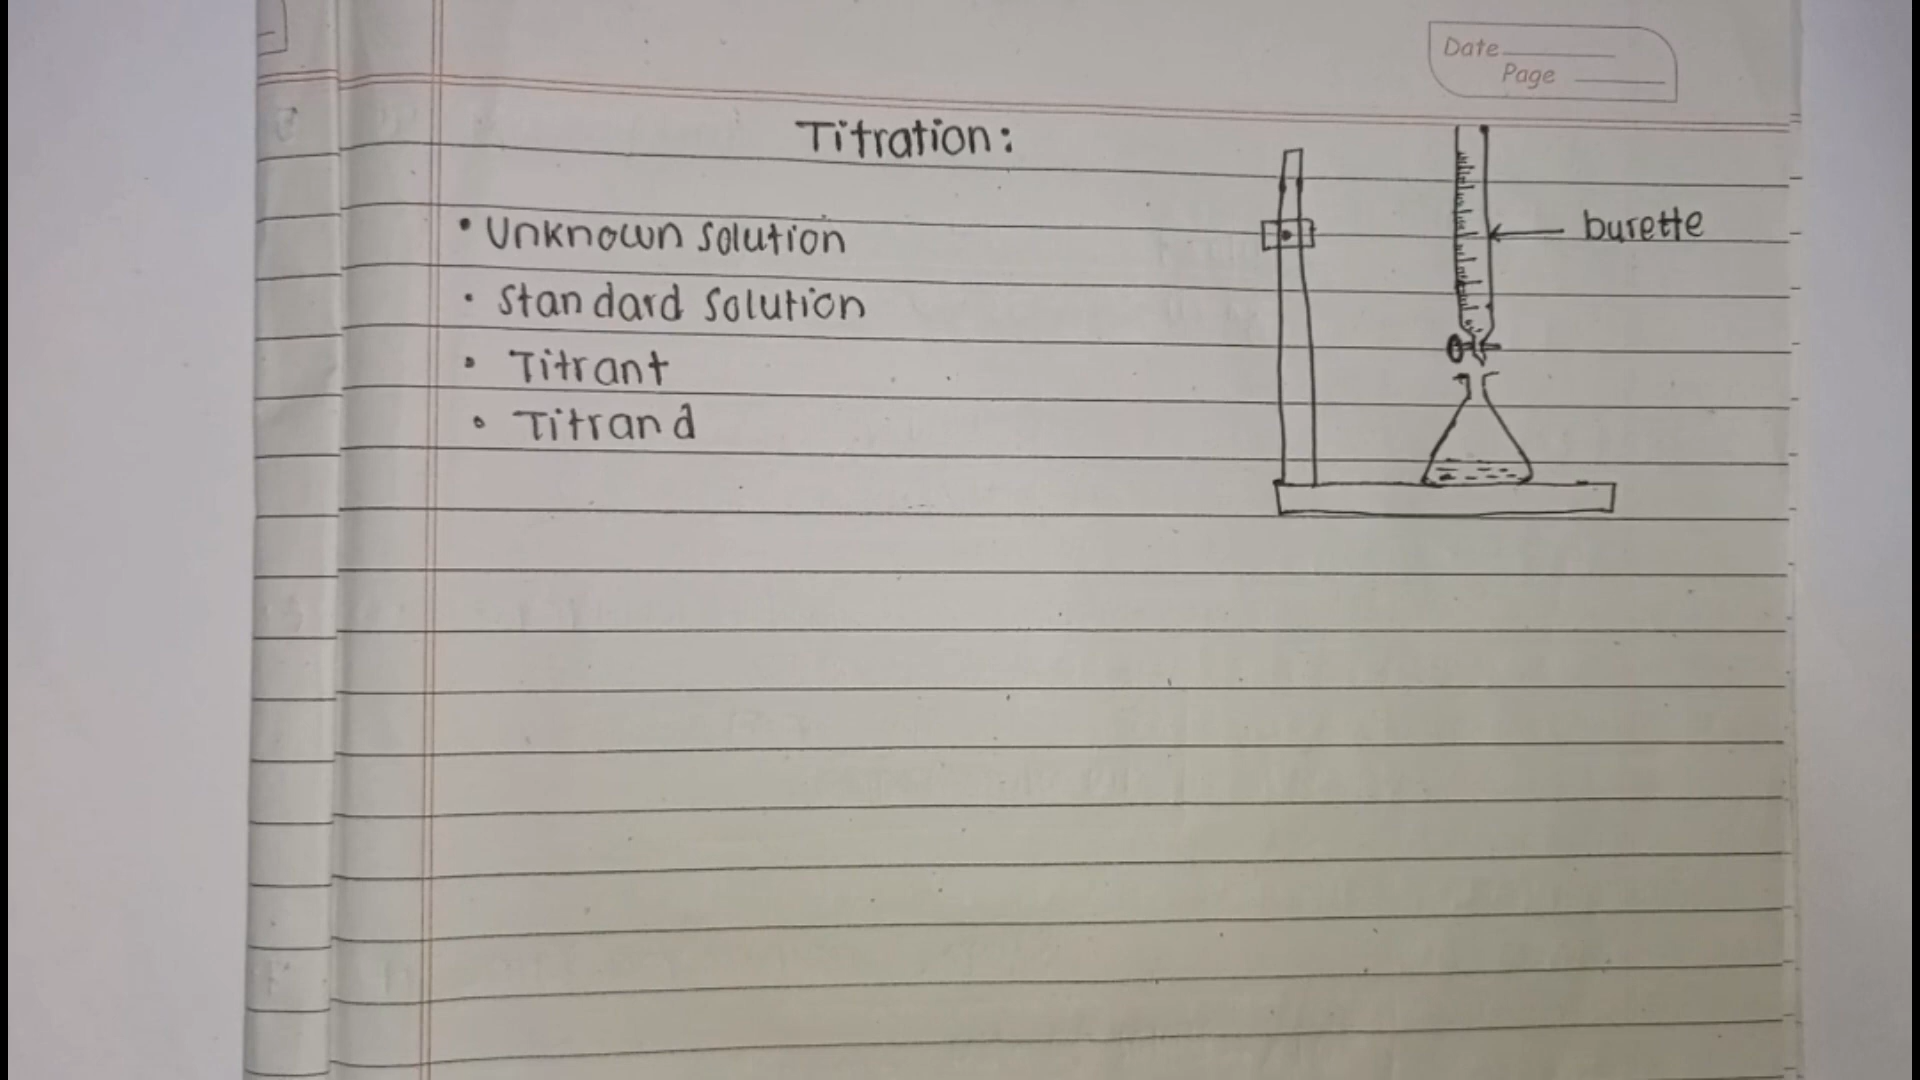 Date
Page
Titration:
• Unknown solution
• Standard solution
• Titrant
• Titrand
burette